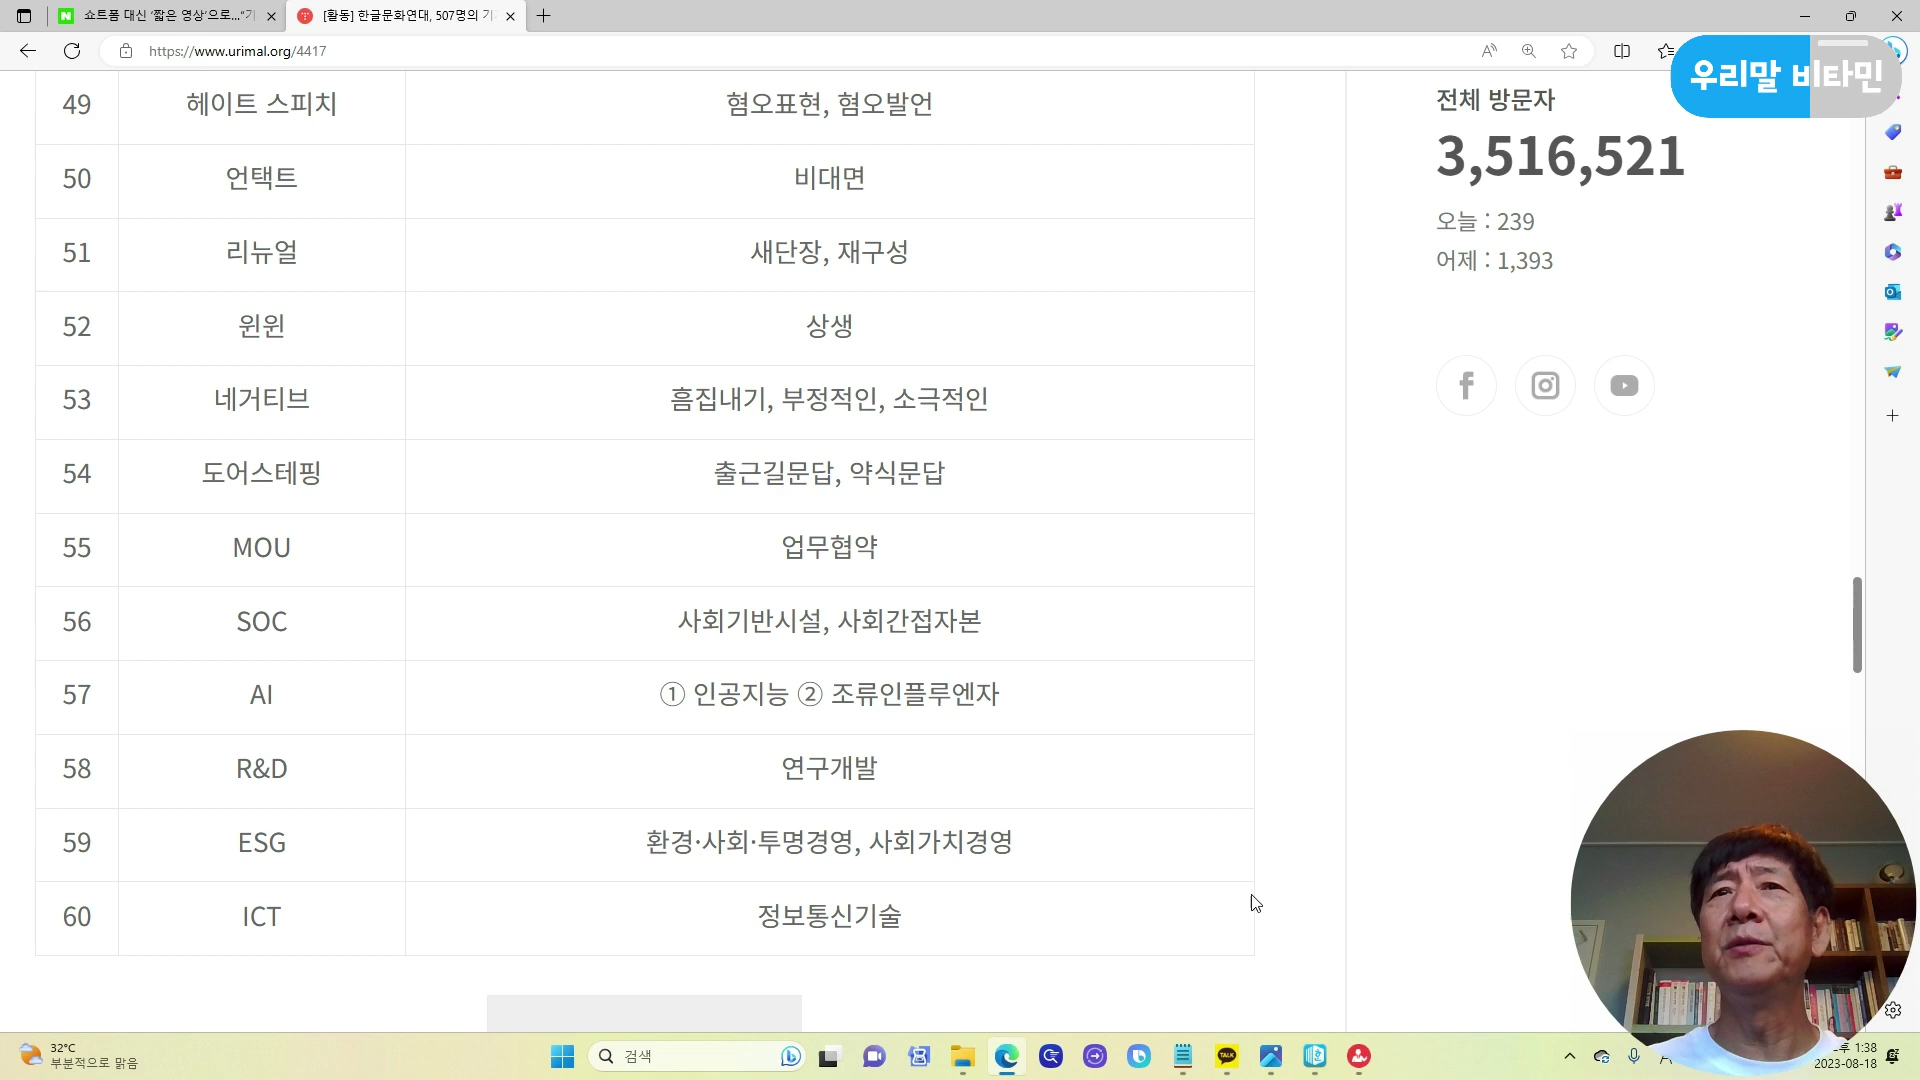 쇼트폼 대신 ‘짧은 영상’으로…“기
[활동] 한글문화연대, 507명의 기
https://www.urimal.org/4417
우리말 비타민
49 헤이트 스피치 혐오표현, 혐오발언
50 언택트 비대면
51 리뉴얼 새단장, 재구성
52 윈윈 상생
53 네거티브 흠집내기, 부정적인, 소극적인
54 도어스테핑 출근길문답, 약식문답
55 MOU 업무협약
56 SOC 사회기반시설, 사회간접자본
57 AI ① 인공지능 ② 조류인플루엔자
58 R&D 연구개발
59 ESG 환경·사회·투명경영, 사회가치경영
60 ICT 정보통신기술
전체 방문자
3,516,521
오늘 : 239
어제 : 1,393
32°C
부분적으로 맑음
검색
TALK
후 1:38
2023-08-18